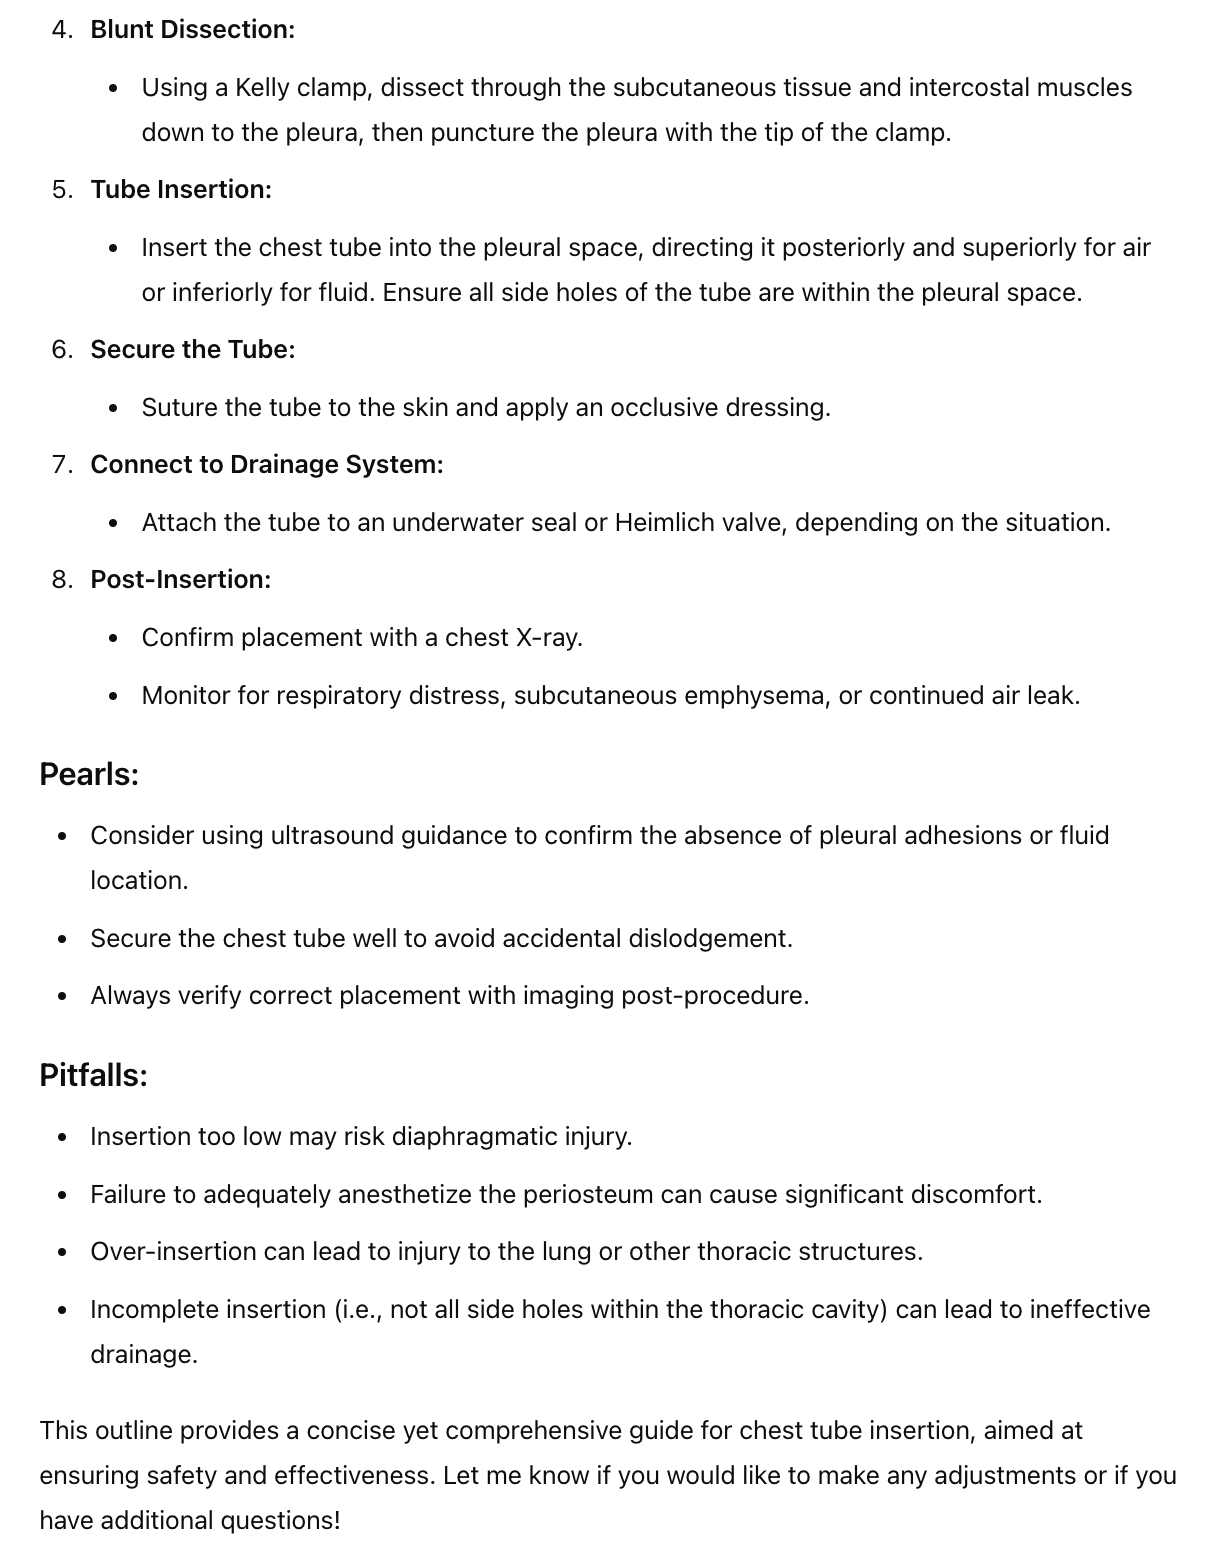 4. Blunt Dissection:
• Using a Kelly clamp, dissect through the subcutaneous tissue and intercostal muscles
down to the pleura, then puncture the pleura with the tip of the clamp.
5. Tube Insertion:
• Insert the chest tube into the pleural space, directing it posteriorly and superiorly for air
or inferiorly for fluid. Ensure all side holes of the tube are within the pleural space.
6. Secure the Tube:
• Suture the tube to the skin and apply an occlusive dressing.
7. Connect to Drainage System:
• Attach the tube to an underwater seal or Heimlich valve, depending on the situation.
8. Post-Insertion:
• Confirm placement with a chest X-ray.
• Monitor for respiratory distress, subcutaneous emphysema, or continued air leak.
Pearls:
• Consider using ultrasound guidance to confirm the absence of pleural adhesions or fluid
location.
• Secure the chest tube well to avoid accidental dislodgement.
• Always verify correct placement with imaging post-procedure.
Pitfalls:
• Insertion too low may risk diaphragmatic injury.
• Failure to adequately anesthetize the periosteum can cause significant discomfort.
• Over-insertion can lead to injury to the lung or other thoracic structures.
• Incomplete insertion (i.e., not all side holes within the thoracic cavity) can lead to ineffective
drainage.
This outline provides a concise yet comprehensive guide for chest tube insertion, aimed at
ensuring safety and effectiveness. Let me know if you would like to make any adjustments or if you
have additional questions!